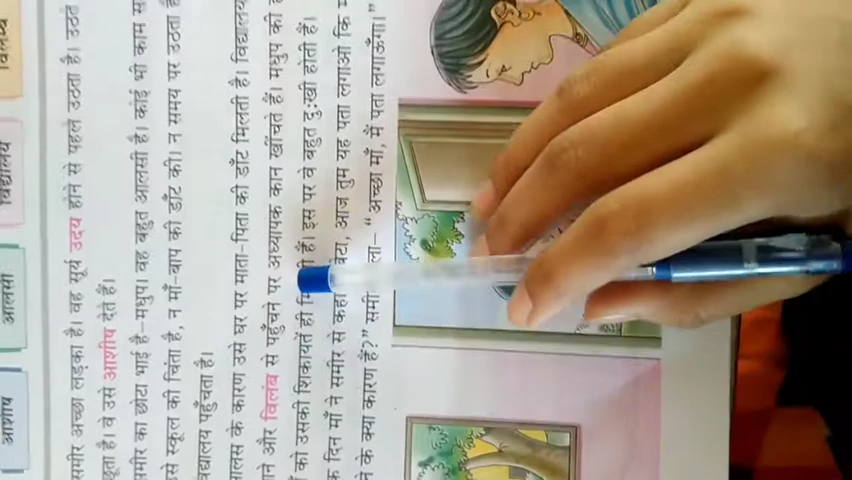 विलंब
विद्यालय
आलसी
आशीष
समीर अच्छा लड़का है। वह सूर्य उदय होने से पहले उठता है। उठते
छूता है। वे उसे आशीष देते हैं।
समीर का छोटा भाई है–मधुप। वह बहुत आलसी है। कोई भी काम
उसे स्कूल की चिंता है, न माँ-बाप की डाँट की। न समय पर उठता है
विद्यालय पहुँचता है।
आलस के कारण उसे घर पर माता-पिता की डाँट मिलती है। विद्यालय
और विलंब से पहुँचने पर अध्यापक कान खींचते हैं। मधुप की
को उसकी शिकायतें ही हैं। इस पर वे बहुत दुःखी होती हैं।
दिन माँ ने समीर से कहा बेटा, आज तुम यह पता लगाओ कि
के क्या कारण हैं?" समी ला– "अच्छा माँ, मैं पता लगाऊँगा।"